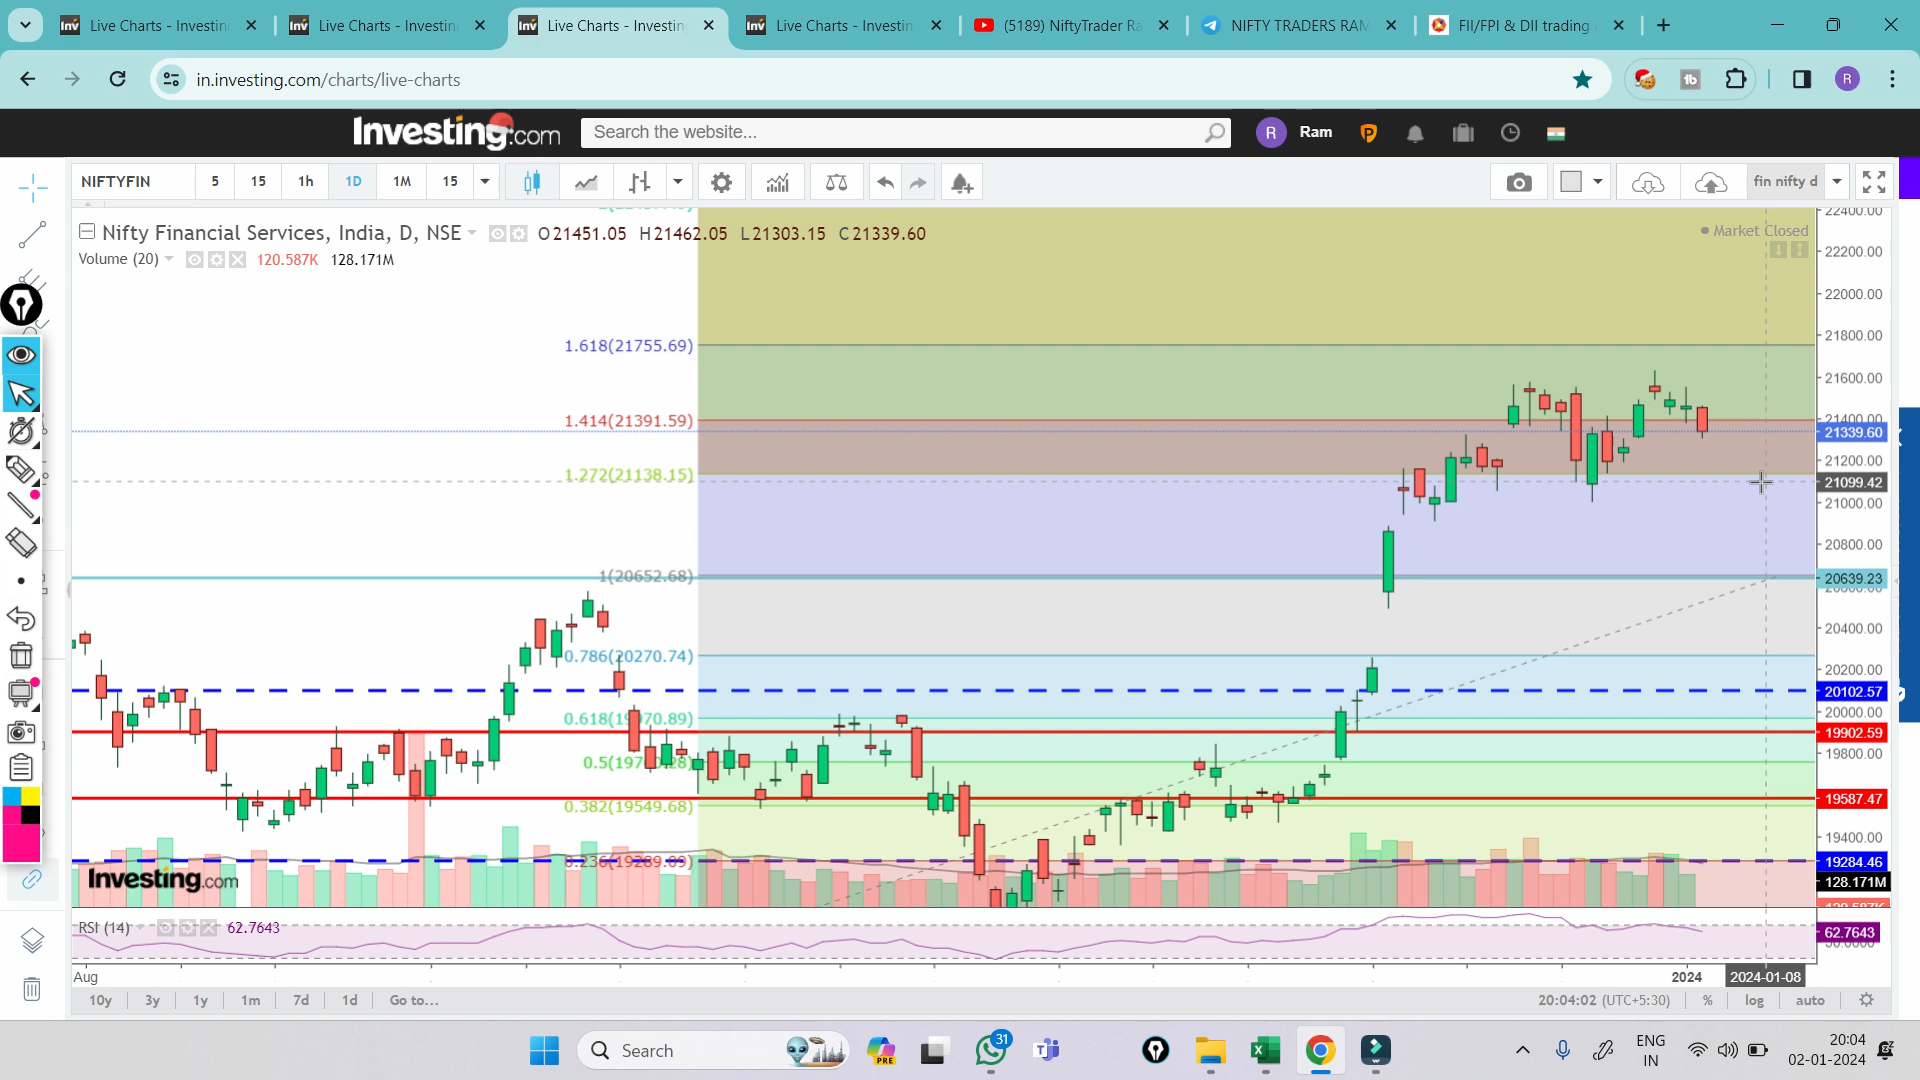 Live Charts - Investin
Live Charts - Investin
Live Charts - Investin
Live Charts - Investin
(5189) NiftyTrader Ra
NIFTY TRADERS RAM
FII/FPI & DII trading
in.investing.com/charts/live-charts
R
Investing.com
Search the website...
R
Ram
NIFTYFIN
5
15
1h
1D
1M
15
fin nifty d
Nifty Financial Services, India, D, NSE
O21451.05 H21462.05 L21303.15 C21339.60
Market Closed
Volume (20)
120.587K
128.171M
1.618(21755.69)
1.414(21391.59)
1.272(21138.15)
1(20652.68)
0.786(20270.74)
0.382(19549.68)
22400.00
22200.00
22000.00
21800.00
21600.00
21400.00
21339.60
21200.00
21099.42
21000.00
20800.00
20639.23
20400.00
20200.00
20102.57
20000.00
19902.59
19800.00
19587.47
19400.00
19284.46
128.171M
Investing.com
RSI (14)
62.7643
62.7643
Aug
2024
2024-01-08
10y
3y
1y
1m
7d
1d
Go to...
20:04:02 (UTC+5:30)
%
log
auto
Search
PRE
31
ENG
IN
20:04
02-01-2024